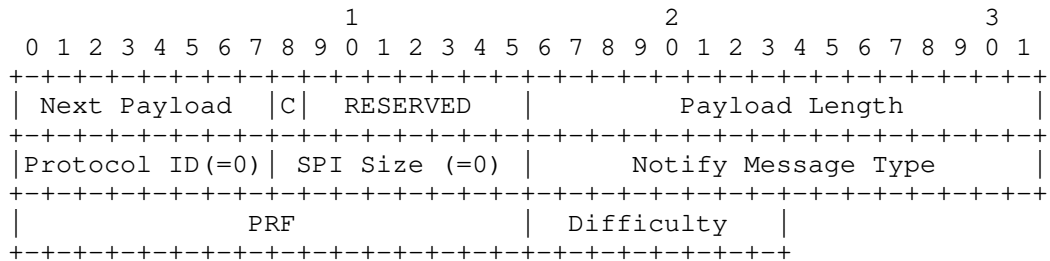 1                   2                   3
 0 1 2 3 4 5 6 7 8 9 0 1 2 3 4 5 6 7 8 9 0 1 2 3 4 5 6 7 8 9 0 1
+-+-+-+-+-+-+-+-+-+-+-+-+-+-+-+-+-+-+-+-+-+-+-+-+-+-+-+-+-+-+-+-+
| Next Payload  |C|  RESERVED   |         Payload Length        |
+-+-+-+-+-+-+-+-+-+-+-+-+-+-+-+-+-+-+-+-+-+-+-+-+-+-+-+-+-+-+-+-+
|Protocol ID(=0)| SPI Size (=0) |      Notify Message Type      |
+-+-+-+-+-+-+-+-+-+-+-+-+-+-+-+-+-+-+-+-+-+-+-+-+-+-+-+-+-+-+-+-+
|              PRF              |  Difficulty   |
+-+-+-+-+-+-+-+-+-+-+-+-+-+-+-+-+-+-+-+-+-+-+-+-+